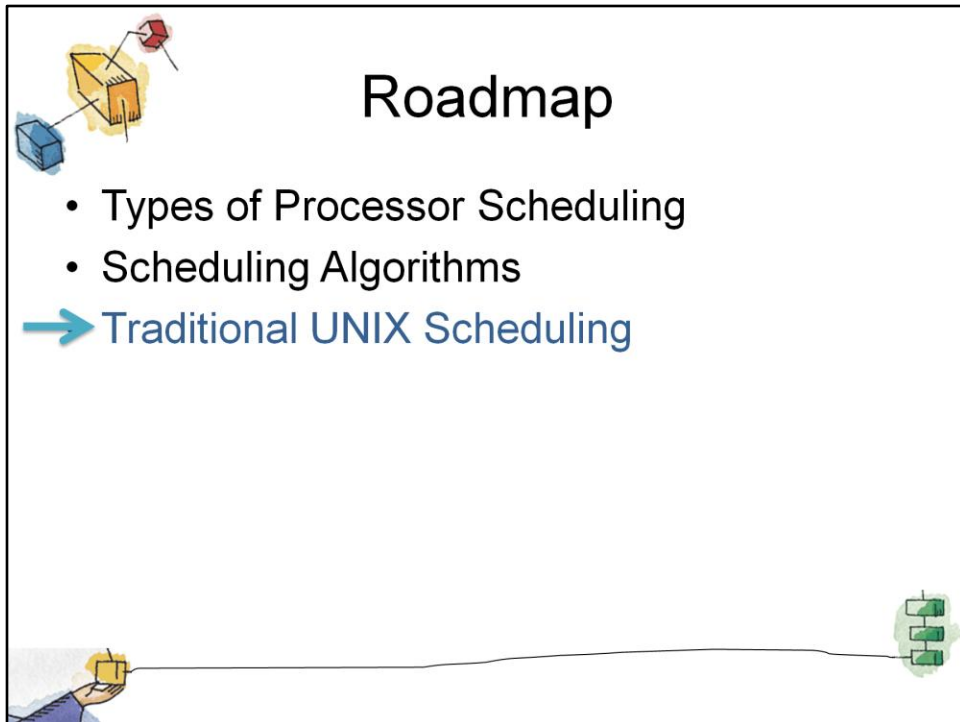 Roadmap
• Types of Processor Scheduling
• Scheduling Algorithms
Traditional UNIX Scheduling